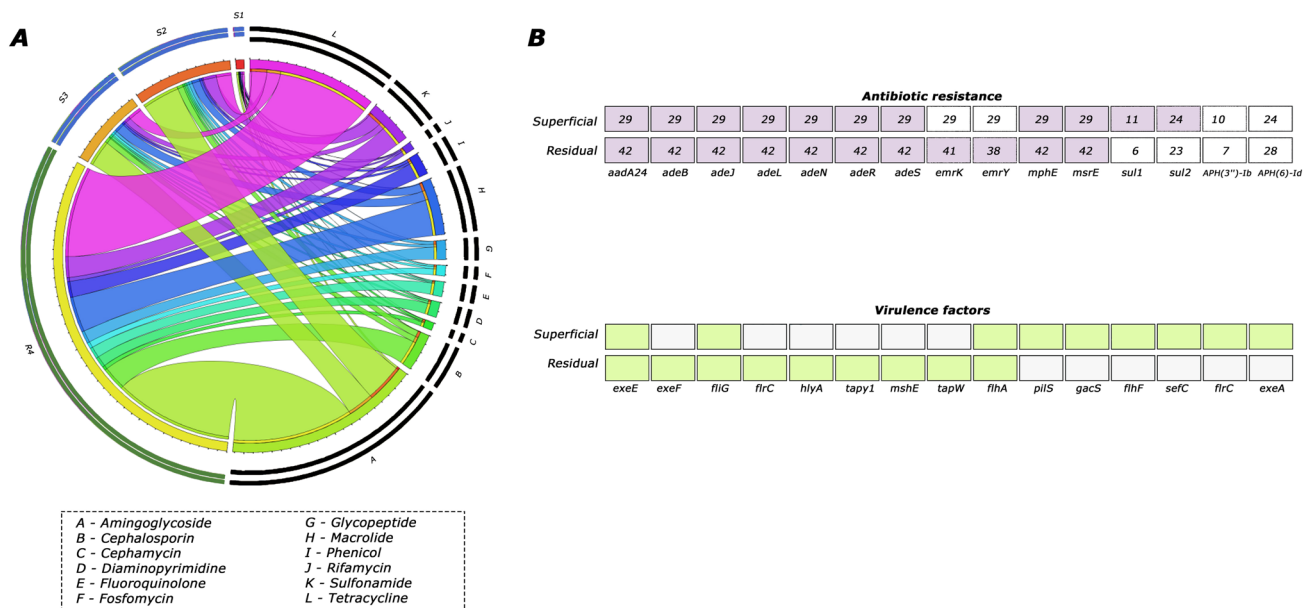 A
S1
S2
L
K
J
I
H
G
F
E
D
C
B
A
R4
S3
A - Amingoglycoside
B - Cephalosporin
C - Cephamycin
D - Diaminopyrimidine
E - Fluoroquinolone
F - Fosfomycin
G - Glycopeptide
H - Macrolide
I - Phenicol
J - Rifamycin
K - Sulfonamide
L - Tetracycline
B
Antibiotic resistance
Superficial 29 29 29 29 29 29 29 29 29 29 29 11 24 10 24
Residual 42 42 42 42 42 42 42 41 38 42 42 6 23 7 28
aadA24 adeB adeJ adeL adeN adeR adeS emrK emrY mphE msrE sul1 sul2 APH(3'')-Ib APH(6)-Id
Virulence factors
Superficial
Residual
exeE exeF fliG flrC hlyA tapy1 mshE tapW flhA pilS gacS flhF sefC flrC exeA